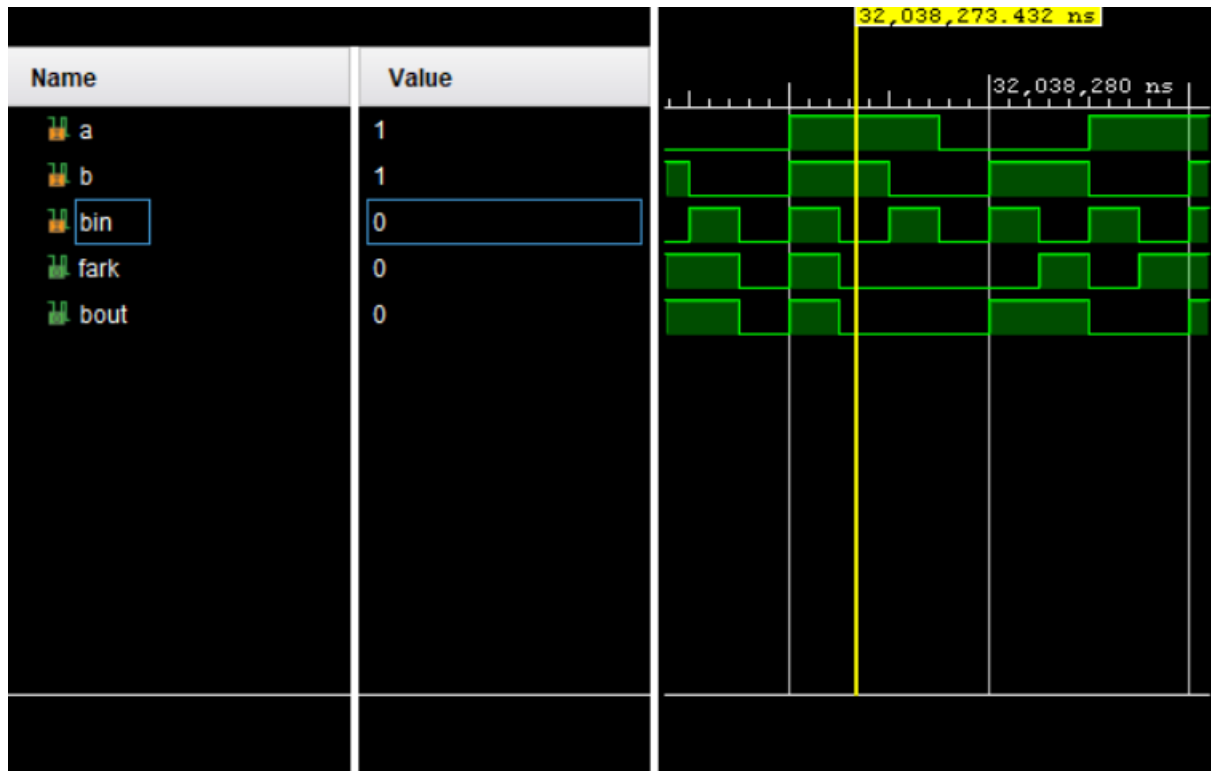 32,038,273.432 ns
Name Value
32,038,280 ns
a 1
b 1
bin 0
fark 0
bout 0